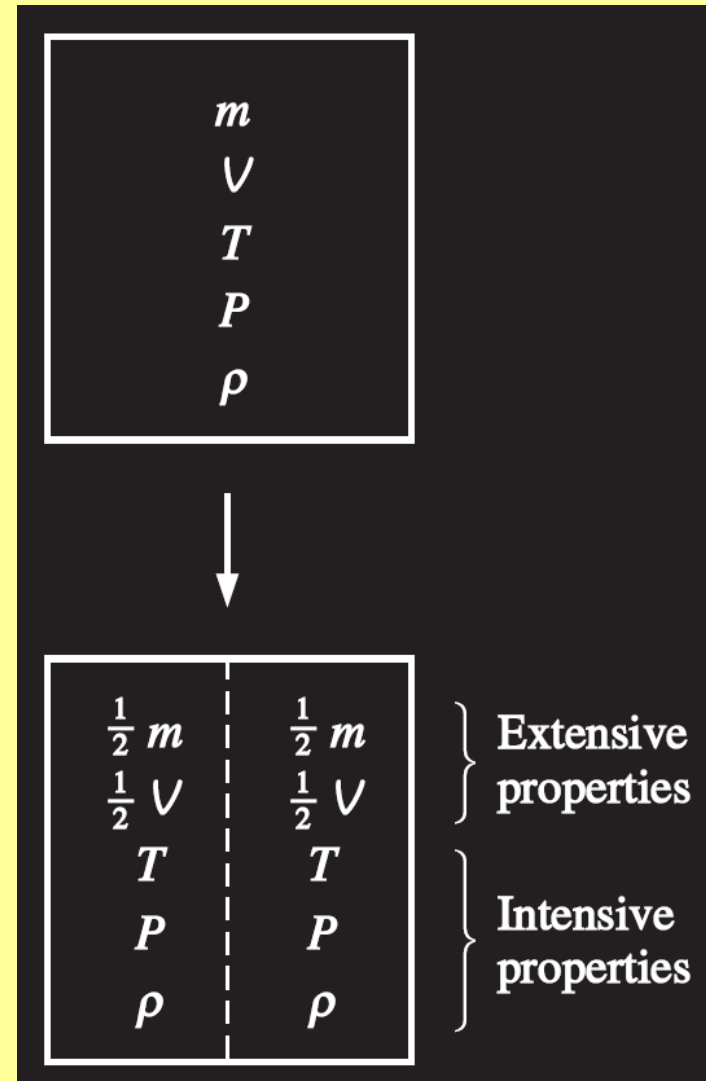 m
V
T
P
ρ
½ m ½ m
½ V ½ V
T T
P P
ρ ρ
Extensive
properties
Intensive
properties